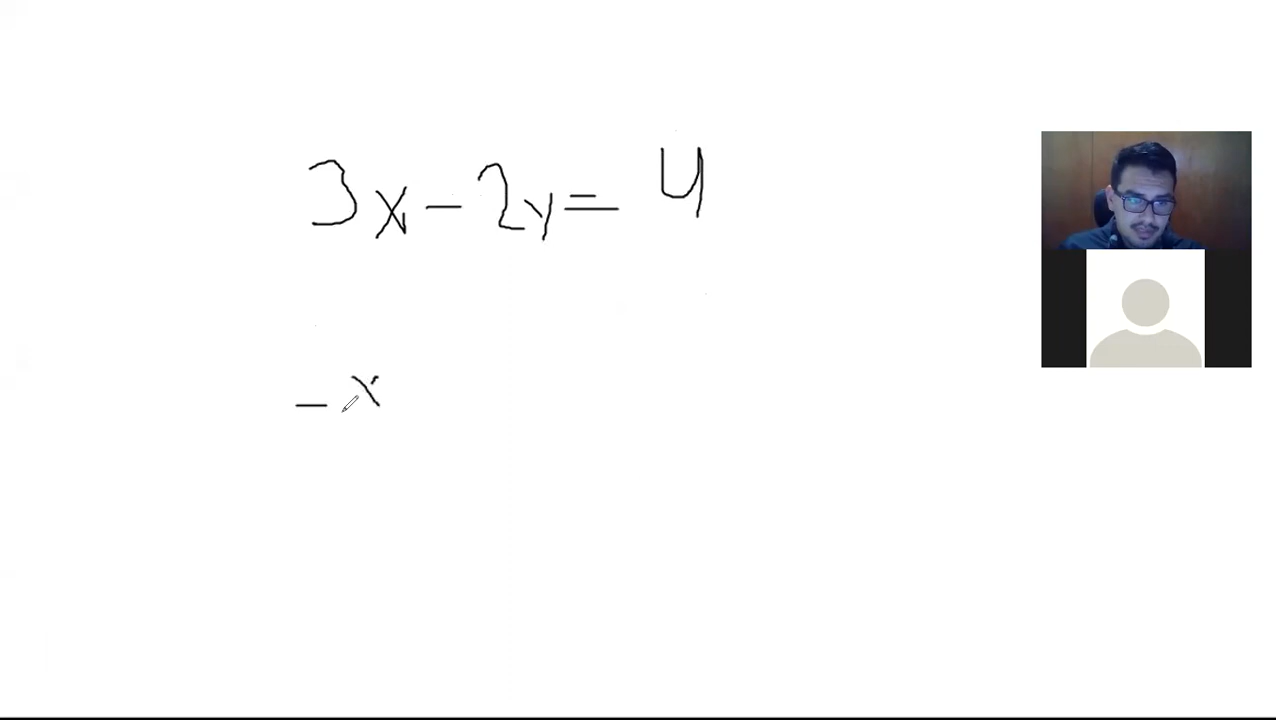 3x - 2y = 4
- x